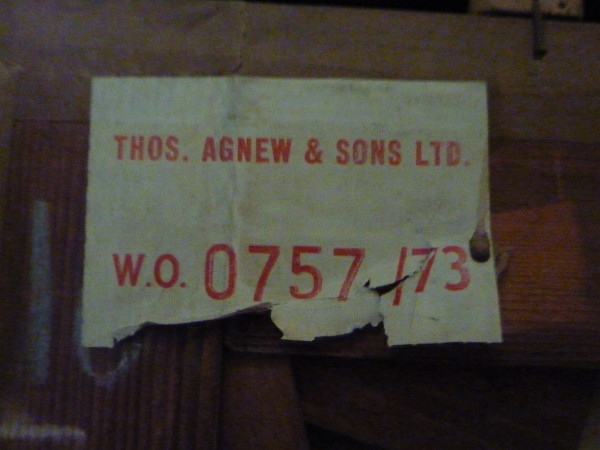 THOS. AGNEW & SONS LTD.
W.O. 0757 /73